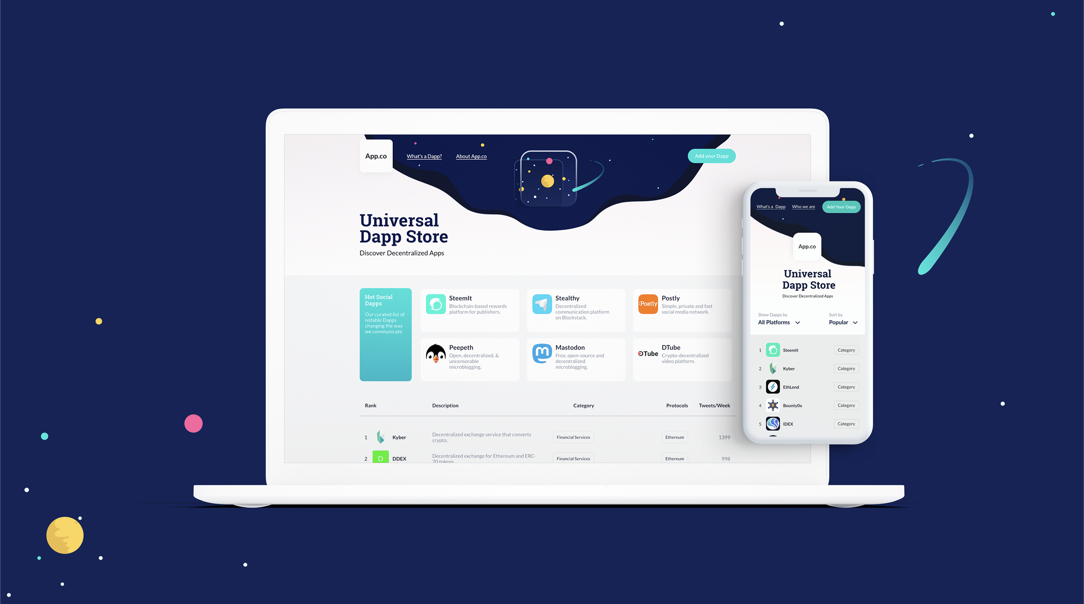 App.co
What's a Dapp?
About App.co
Add your Dapp
Universal
Dapp Store
Discover Decentralized Apps
Hot Social
Dapps
Our curated list of
notable Dapps
changing the way
we communicate
SteemIt
Blockchain-based rewards
platform for publishers.
Stealthy
Decentralized
communication platform
on Blockstack.
Postly
Postly
Simple, private and fast
social media network.
Peepeth
Open, decentralized, &
uncensorable
microblogging.
Mastodon
Free, open-source and
decentralized
microblogging.
DTube
DTube
Crypto-decentralized
video platform.
Rank
Description
Category
Protocols
Tweets/Week
1
Kyber
Decentralized exchange service that converts
crypto.
Financial Services
Ethereum
1399
2
D
DDEX
Decentralized exchange for Ethereum and ERC-
20 tokens
Financial Services
Ethereum
998
What's a Dapp
Who we are
Add Your Dapp
App.co
Universal
Dapp Store
Discover Decentralized Apps
Show Dapps by
All Platforms
Sort by
Popular
1
SteemIt
Category
2
Kyber
Category
3
EthLend
Category
4
Bounty0x
Category
5
IDEX
Category